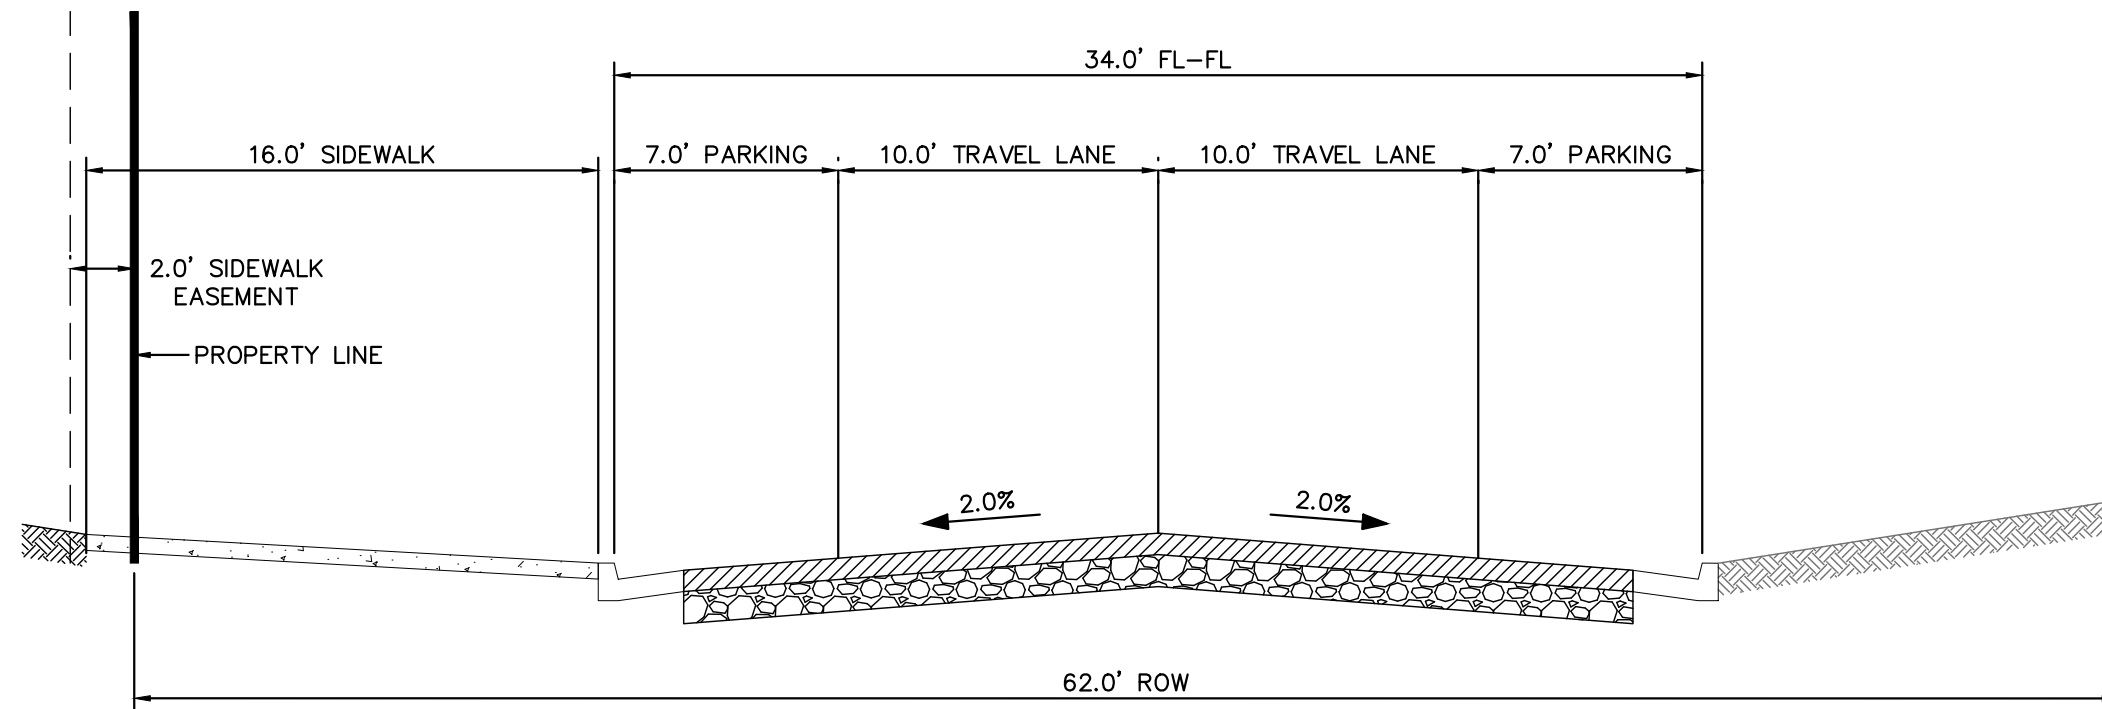 34.0' FL-FL
16.0' SIDEWALK
7.0' PARKING
10.0' TRAVEL LANE
10.0' TRAVEL LANE
7.0' PARKING
2.0' SIDEWALK
EASEMENT
PROPERTY LINE
2.0%
2.0%
62.0' ROW